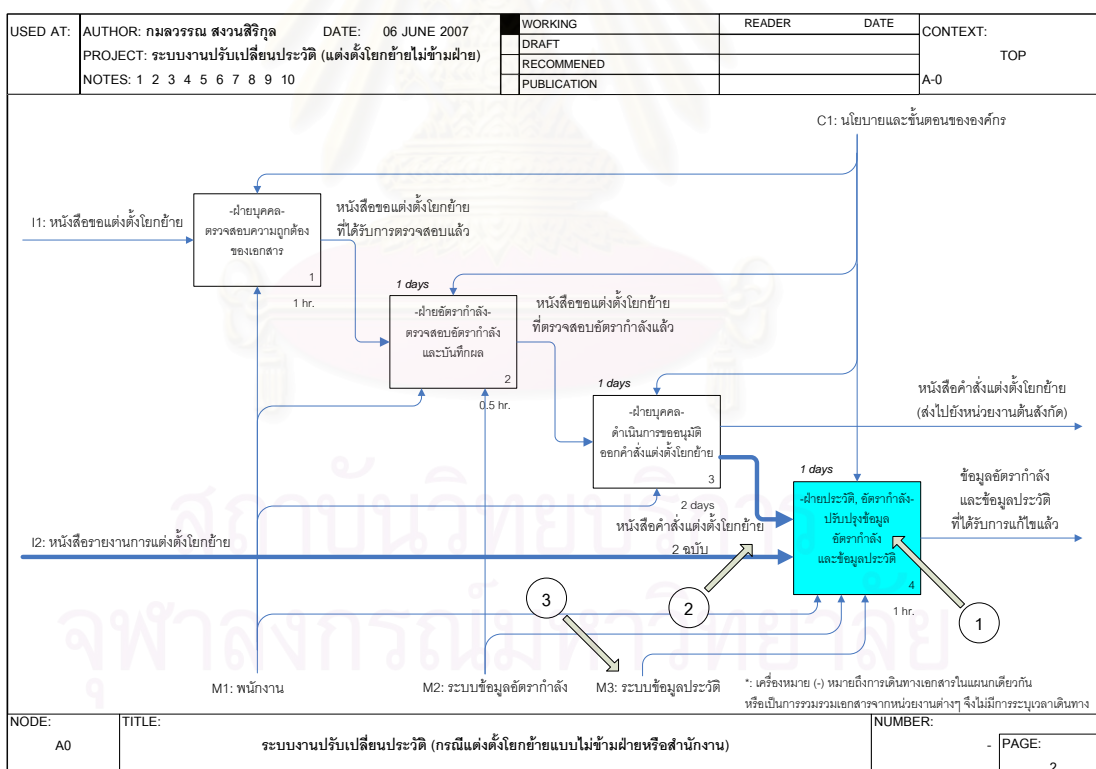 USED AT:
AUTHOR: กมลวรรณ สงวนสิริกุล DATE: 06 JUNE 2007
PROJECT: ระบบงานปรับเปลี่ยนประวัติ (แต่งตั้งโยกย้ายไม่ข้ามฝ่าย)
NOTES: 1 2 3 4 5 6 7 8 9 10
WORKING
DRAFT
RECOMMENED
PUBLICATION
READER DATE
CONTEXT:
TOP
A-0
C1: นโยบายและขั้นตอนขององค์กร
I1: หนังสือขอแต่งตั้งโยกย้าย
-ฝ่ายบุคคล-
ตรวจสอบความถูกต้อง
ของเอกสาร
1
1 hr.
หนังสือขอแต่งตั้งโยกย้าย
ที่ได้รับการตรวจสอบแล้ว
1 days
-ฝ่ายอัตรากำลัง-
ตรวจสอบอัตรากำลัง
และบันทึกผล
2
0.5 hr.
หนังสือขอแต่งตั้งโยกย้าย
ที่ตรวจสอบอัตรากำลังแล้ว
1 days
-ฝ่ายบุคคล-
ดำเนินการขออนุมัติ
ออกคำสั่งแต่งตั้งโยกย้าย
3
2 days
หนังสือคำสั่งแต่งตั้งโยกย้าย
(ส่งไปยังหน่วยงานต้นสังกัด)
หนังสือคำสั่งแต่งตั้งโยกย้าย
2 ฉบับ
1 days
-ฝ่ายประวัติ, อัตรากำลัง-
ปรับปรุงข้อมูล
อัตรากำลัง
และข้อมูลประวัติ
4
1 hr.
ข้อมูลอัตรากำลัง
และข้อมูลประวัติ
ที่ได้รับการแก้ไขแล้ว
I2: หนังสือรายงานการแต่งตั้งโยกย้าย
3
2
1
M1: พนักงาน
M2: ระบบข้อมูลอัตรากำลัง
M3: ระบบข้อมูลประวัติ
*: เครื่องหมาย (-) หมายถึงการเดินทางเอกสารในแผนกเดียวกัน
หรือเป็นการรวมรวมเอกสารจากหน่วยงานต่างๆ จึงไม่มีการระบุเวลาเดินทาง
สถาบันวิทยบริการ
จุฬาลงกรณ์มหาวิทยาลัย
NODE:
A0
TITLE:
ระบบงานปรับเปลี่ยนประวัติ (กรณีแต่งตั้งโยกย้ายแบบไม่ข้ามฝ่ายหรือสำนักงาน)
NUMBER:
-
PAGE:
2